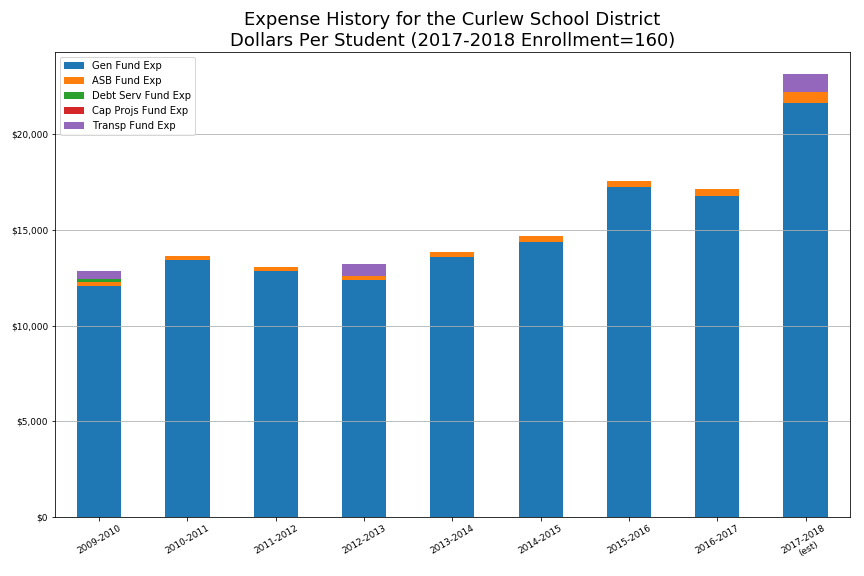 Expense History for the Curlew School District
Dollars Per Student (2017-2018 Enrollment=160)
Gen Fund Exp
ASB Fund Exp
Debt Serv Fund Exp
Cap Projs Fund Exp
Transp Fund Exp
$20,000
$15,000
$10,000
$5,000
$0
2009-2010
2010-2011
2011-2012
2012-2013
2013-2014
2014-2015
2015-2016
2016-2017
2017-2018
(est)